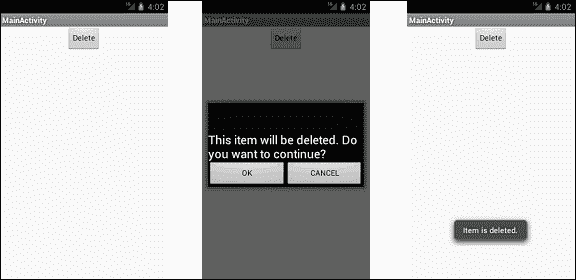 4:02
MainActivity
Delete
4:02
MainActivity
Delete
This item will be deleted. Do
you want to continue?
OK
CANCEL
4:02
MainActivity
Delete
Item is deleted.